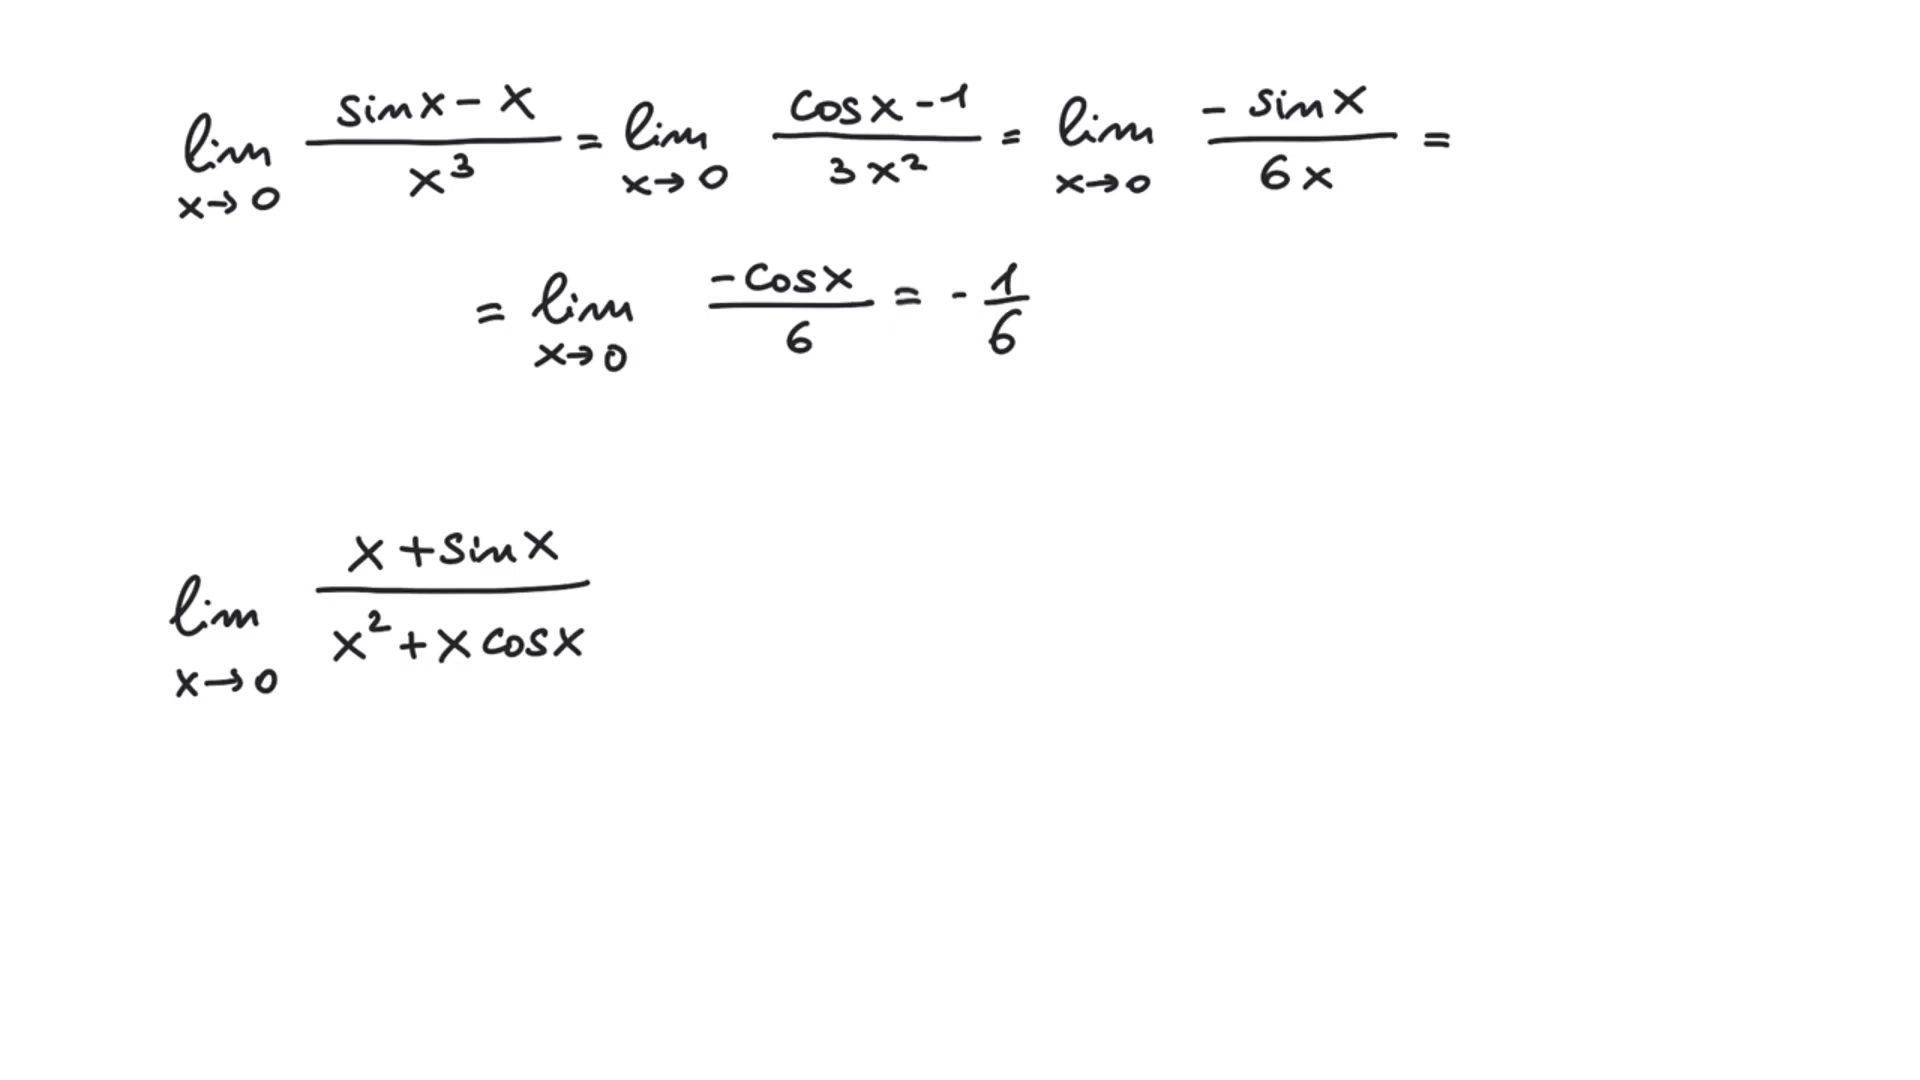 lim x→0 (sin x - x)/x³ = lim x→0 (cos x - 1)/(3x²) = lim x→0 (- sin x)/(6x) =
= lim x→0 (-cos x)/6 = - 1/6
lim x→0 (x + sin x)/(x² + x cos x)